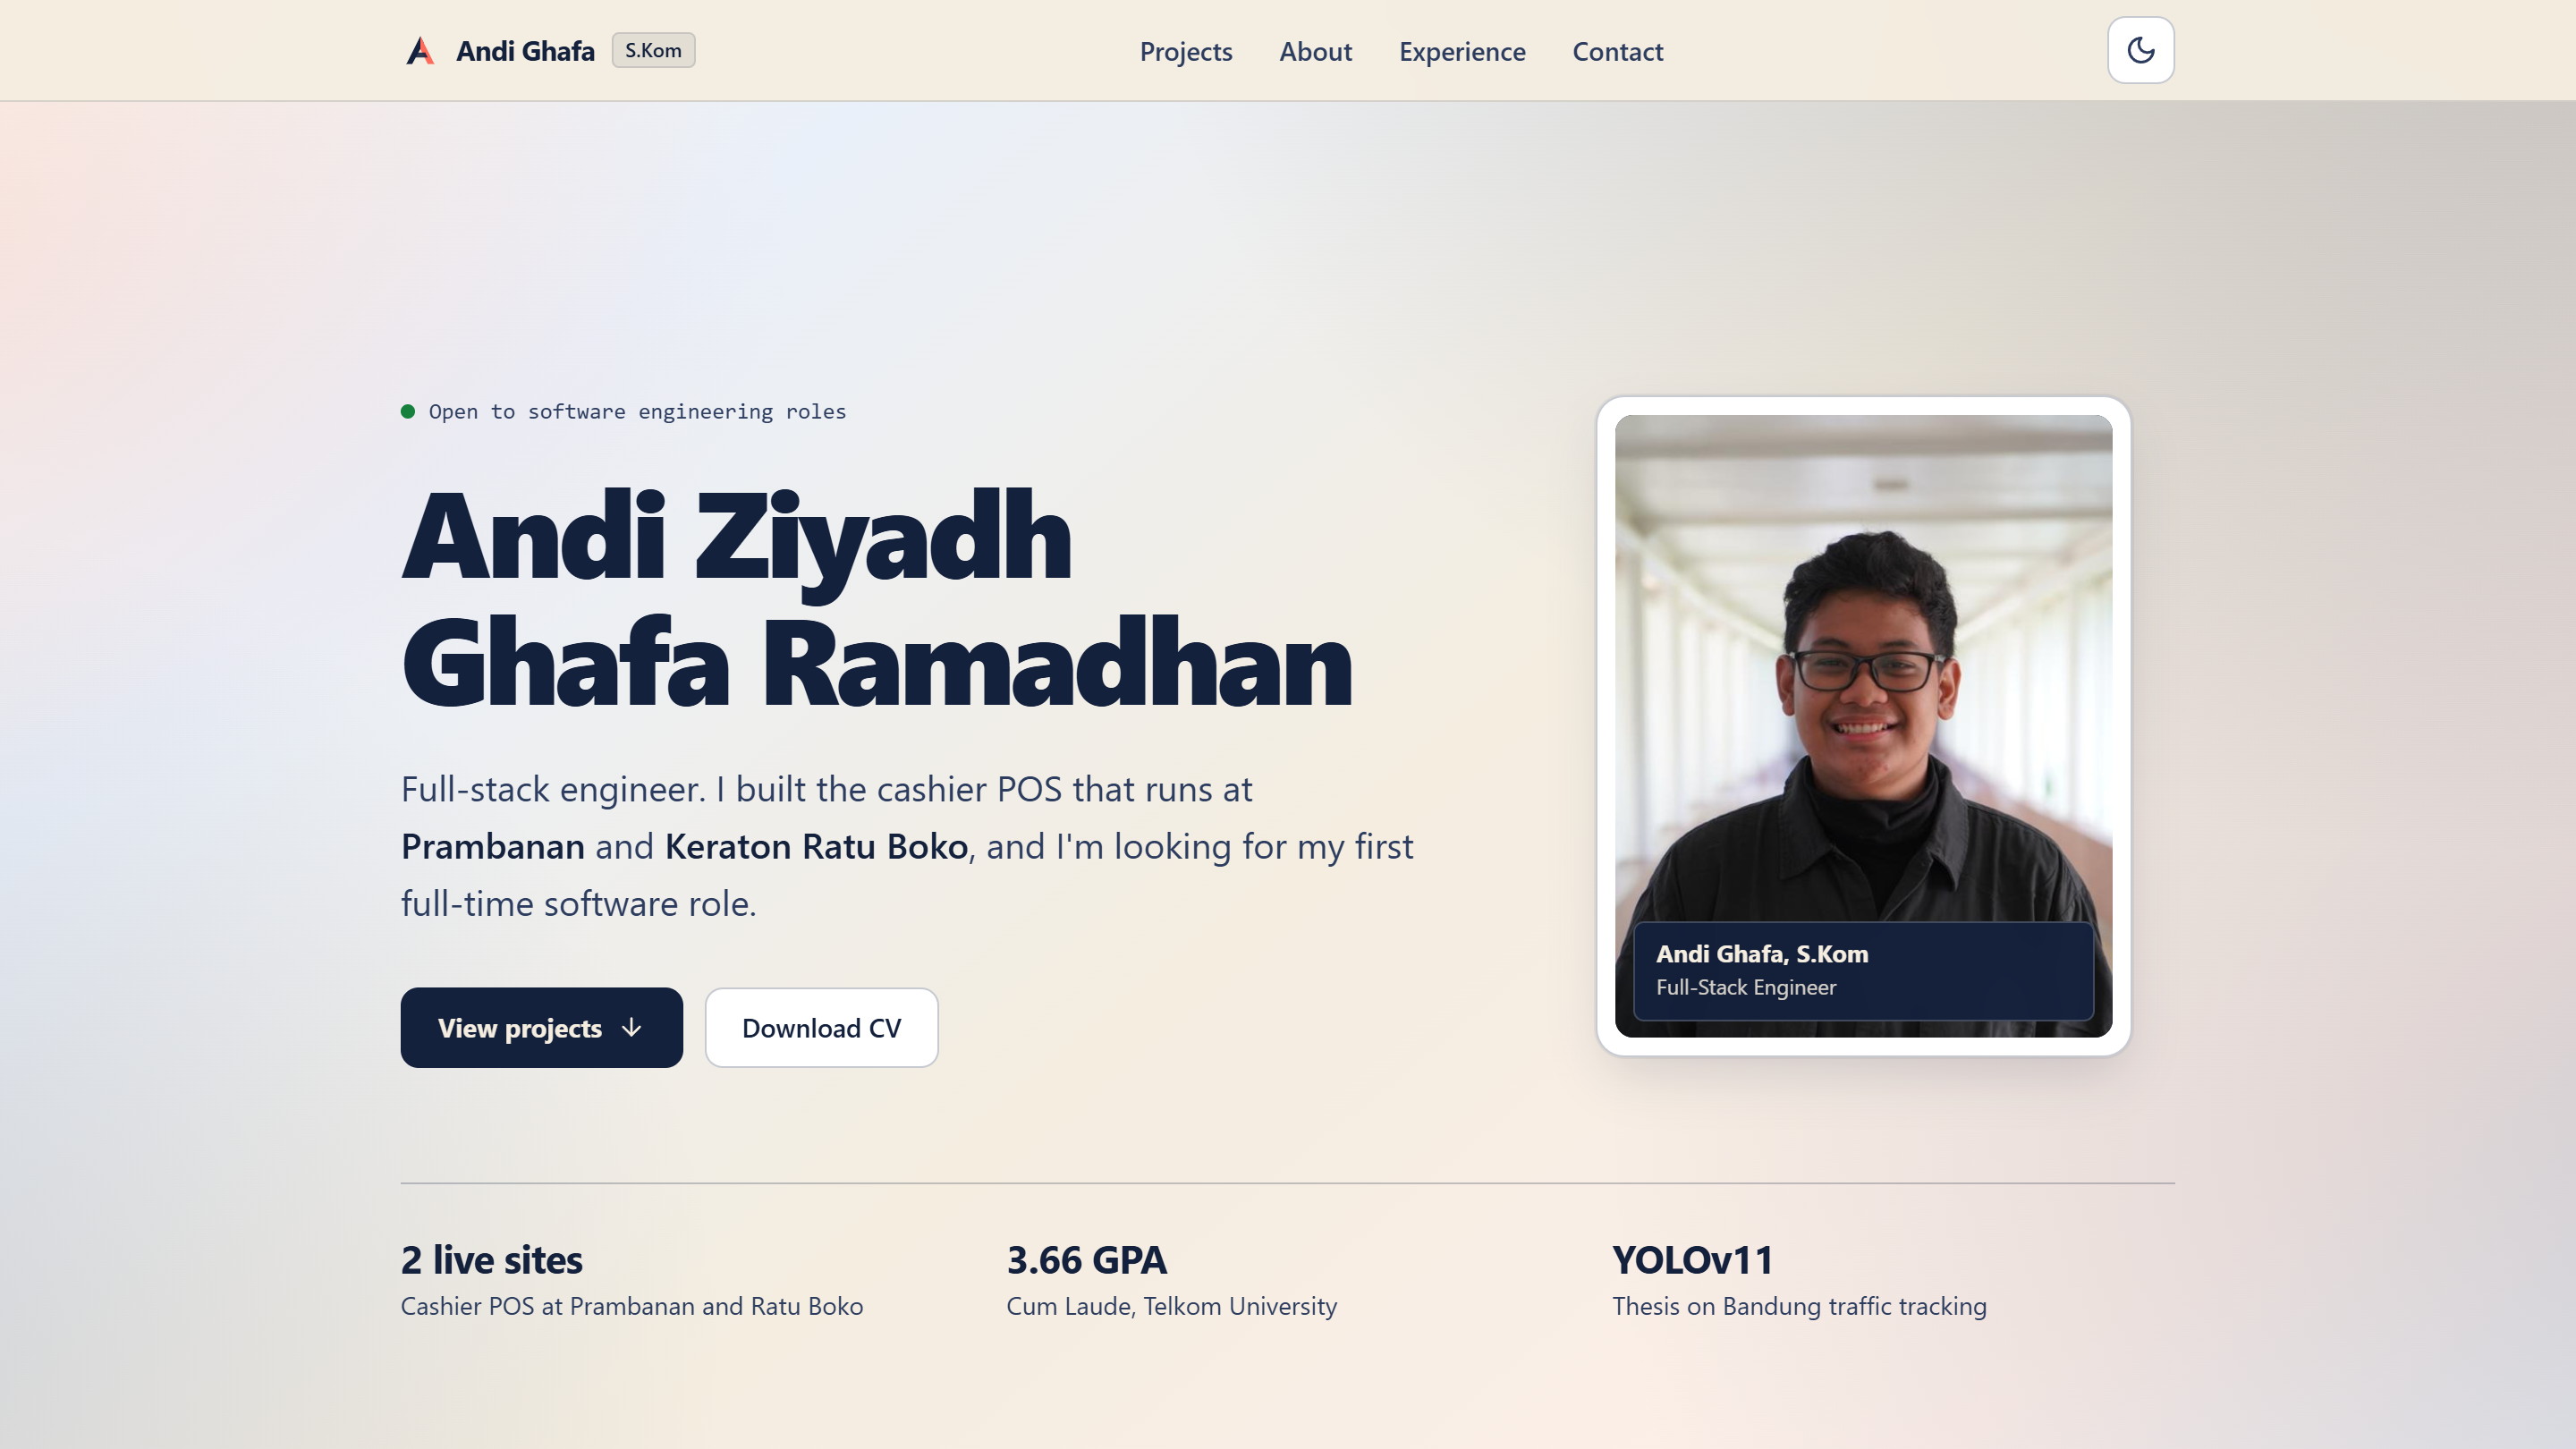 Andi Ghafa S.Kom
Projects About Experience Contact
Open to software engineering roles
Andi Ziyadh
Ghafa Ramadhan
Full-stack engineer. I built the cashier POS that runs at
Prambanan and Keraton Ratu Boko, and I'm looking for my first
full-time software role.
View projects ↓
Download CV
Andi Ghafa, S.Kom
Full-Stack Engineer
2 live sites
Cashier POS at Prambanan and Ratu Boko
3.66 GPA
Cum Laude, Telkom University
YOLOv11
Thesis on Bandung traffic tracking